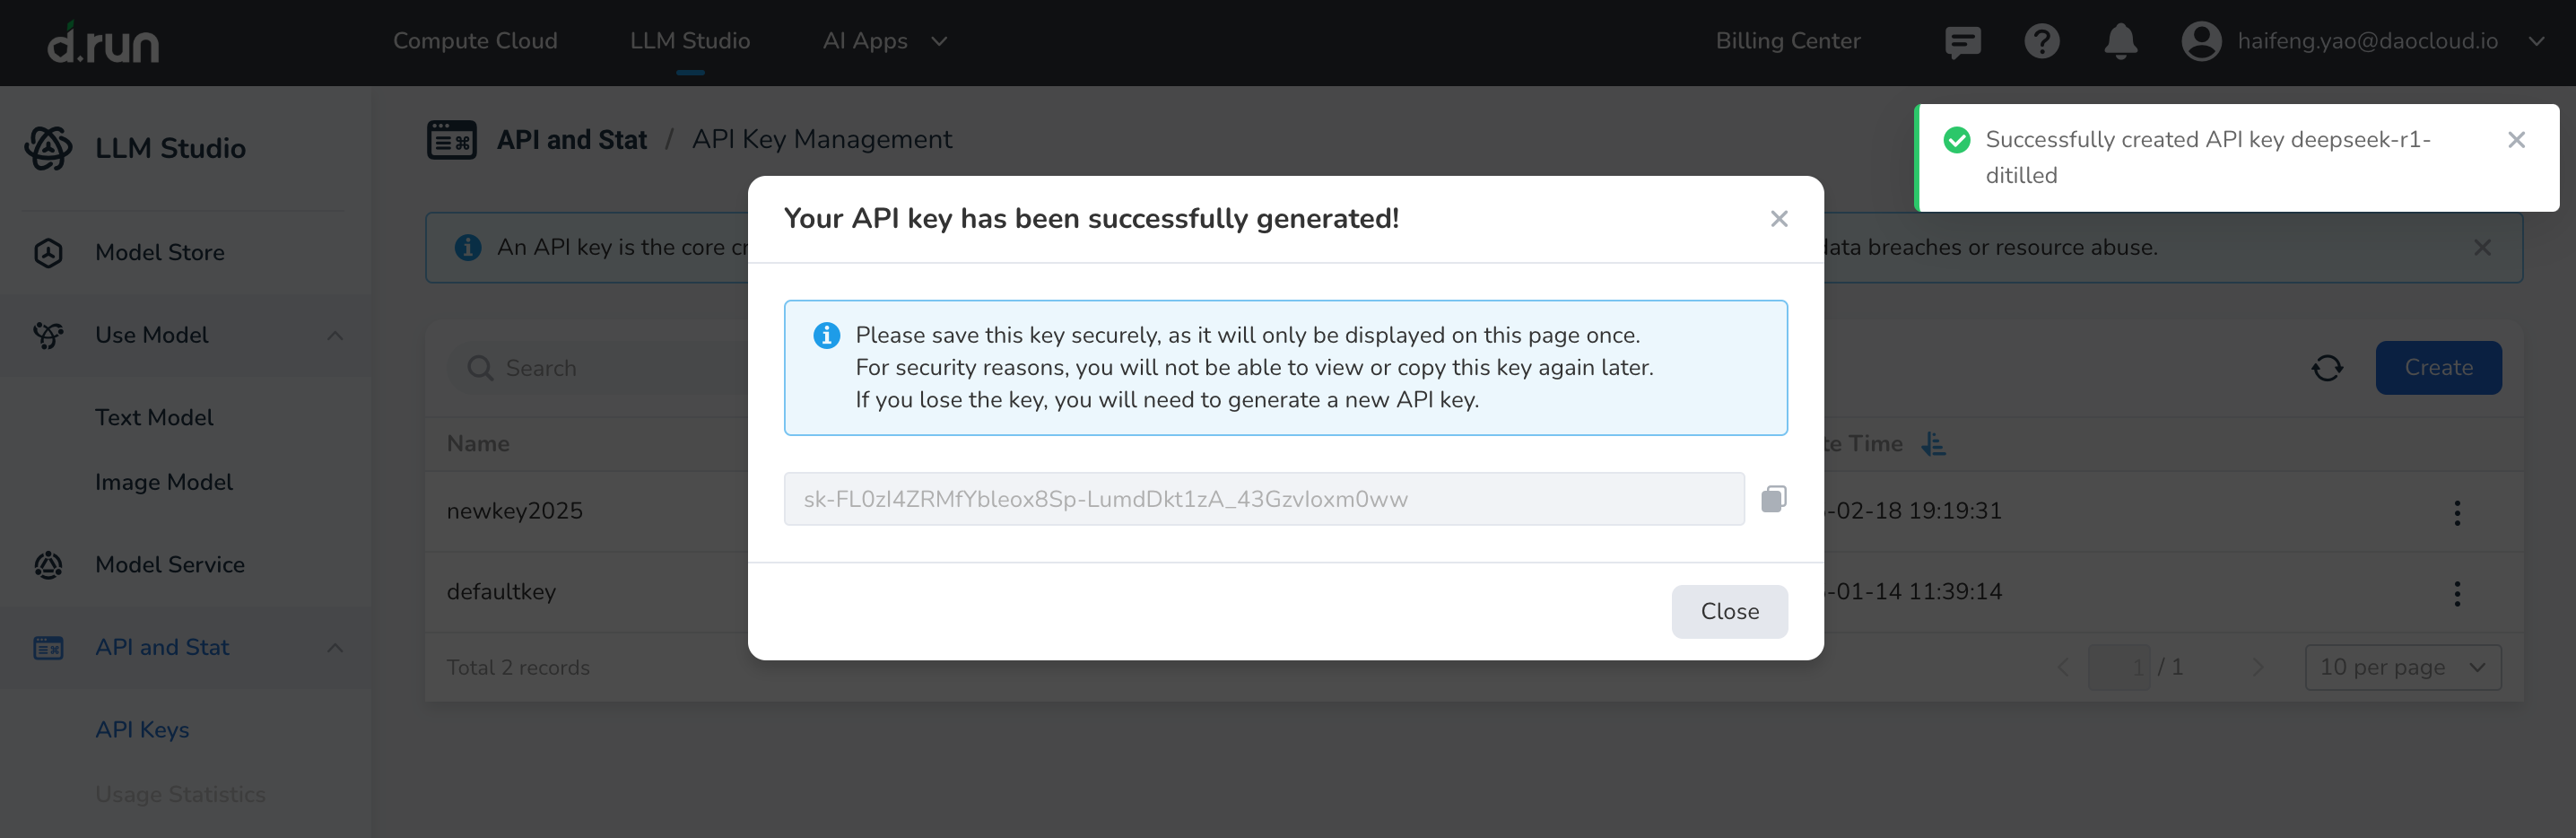 d.run
Compute Cloud
LLM Studio
AI Apps
Billing Center
haifeng.yao@daocloud.io
LLM Studio
Model Store
Use Model
Text Model
Image Model
Model Service
API and Stat
API Keys
Usage Statistics
API and Stat / API Key Management
Successfully created API key deepseek-r1-
ditilled
An API key is the core
data breaches or resource abuse.
Search
Create
Name
Time
newkey2025
-02-18 19:19:31
defaultkey
-01-14 11:39:14
Total 2 records
1 / 1
10 per page
Your API key has been successfully generated!
Please save this key securely, as it will only be displayed on this page once.
For security reasons, you will not be able to view or copy this key again later.
If you lose the key, you will need to generate a new API key.
sk-FL0zI4ZRMfYbleox8Sp-LumdDkt1zA_43GzvIoxm0ww
Close